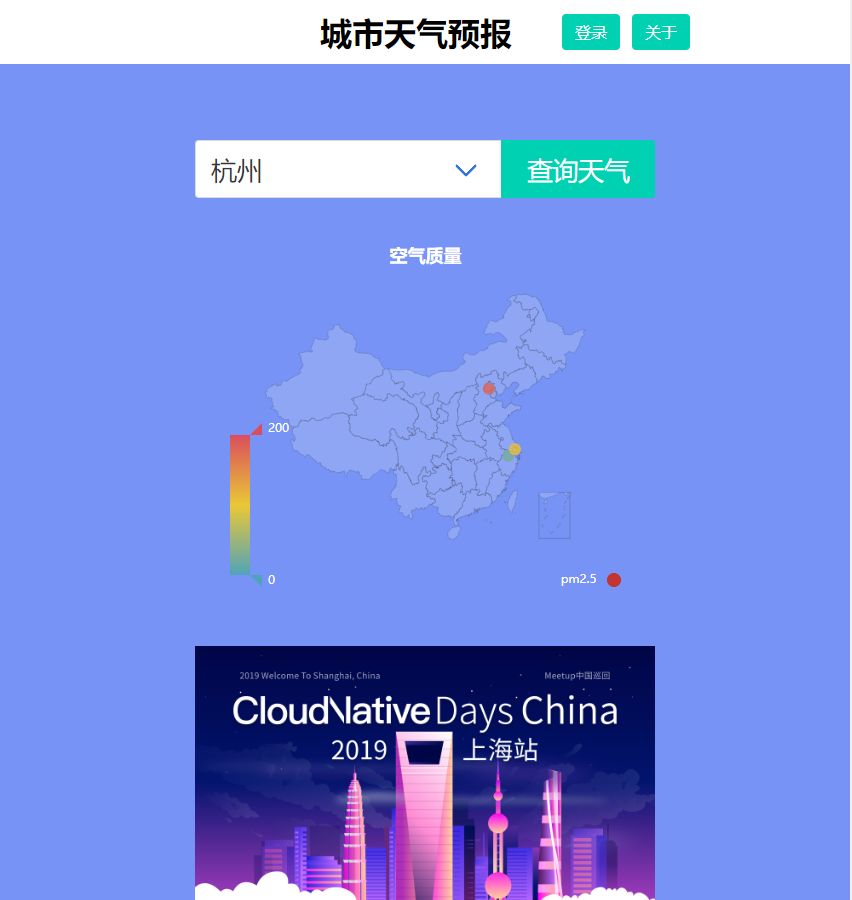 城市天气预报
登录
关于
杭州
查询天气
空气质量
200
0
pm2.5
2019 Welcome To Shanghai, China
Meetup中国巡回
CloudNative Days China
2019 上海站